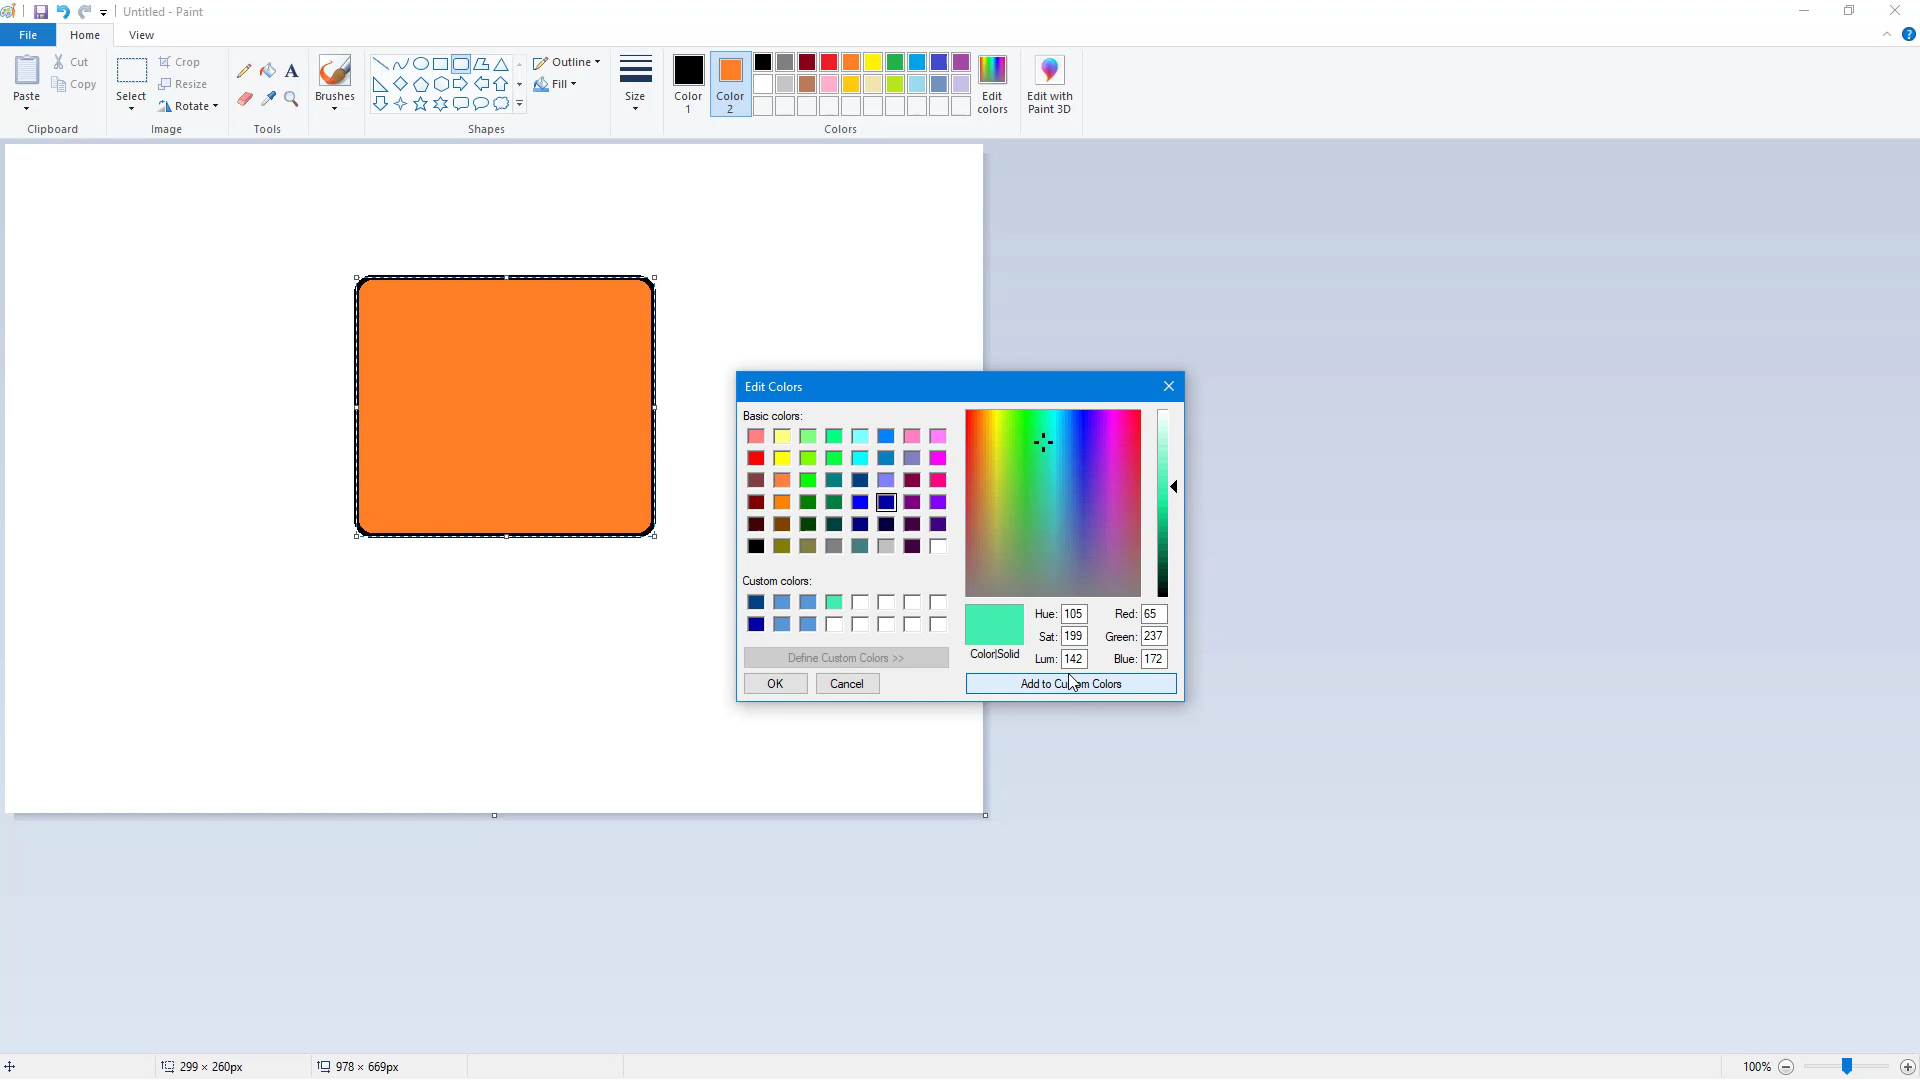 Untitled - Paint
File Home View
Paste
Cut
Copy
Clipboard
Select
Crop
Resize
Rotate
Image
A
Tools
Brushes
Outline
Fill
Shapes
Size
Color 1
Color 2
Edit colors
Colors
Edit with Paint 3D
?
Edit Colors
Basic colors:
Custom colors:
Define Custom Colors >>
OK Cancel
Color|Solid
Hue: 105 Red: 65
Sat: 199 Green: 237
Lum: 142 Blue: 172
Add to Custom Colors
299 × 260px 978 × 669px 100%